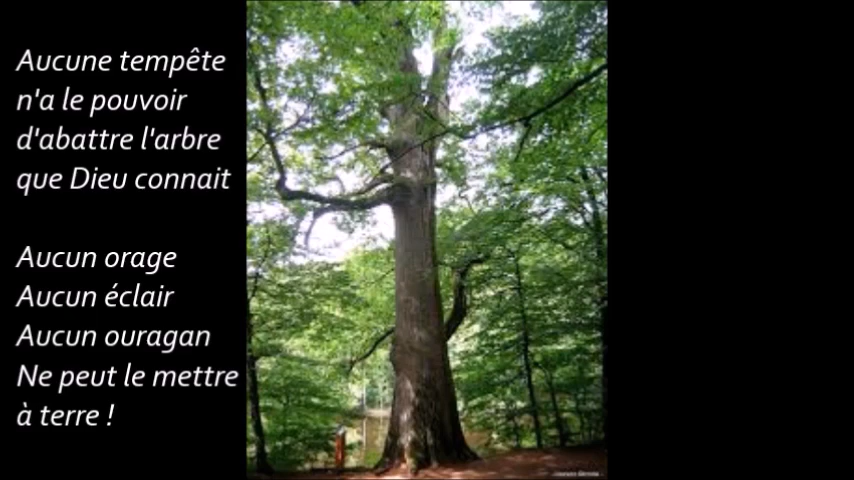 Aucune tempête
n'a le pouvoir
d'abattre l'arbre
que Dieu connait
Aucun orage
Aucun éclair
Aucun ouragan
Ne peut le mettre
à terre !